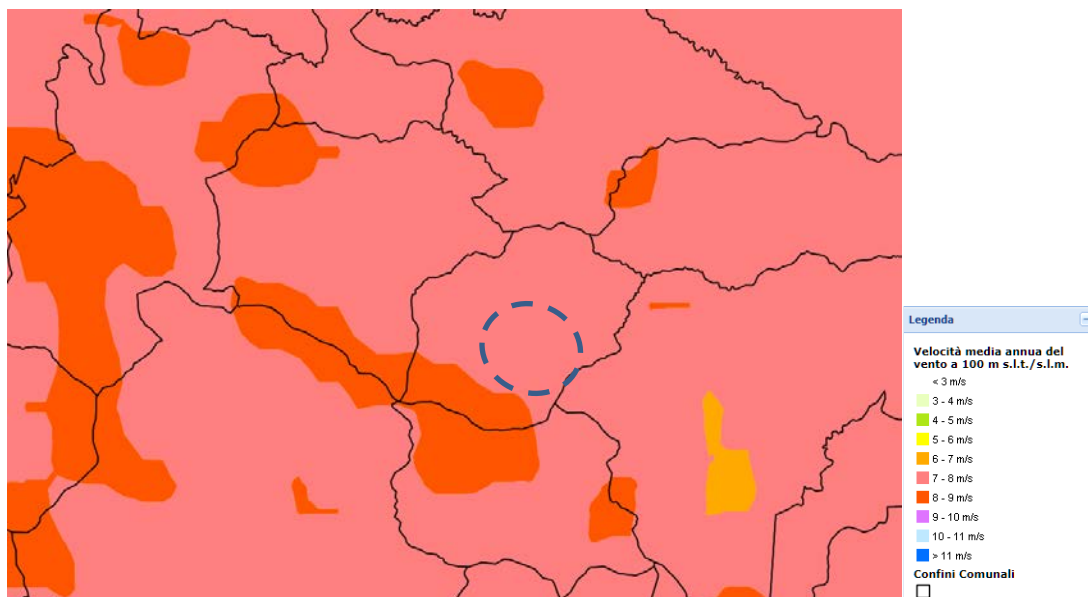 Legenda
Velocità media annua del
vento a 100 m s.l.t./s.l.m.
< 3 m/s
3 - 4 m/s
4 - 5 m/s
5 - 6 m/s
6 - 7 m/s
7 - 8 m/s
8 - 9 m/s
9 - 10 m/s
10 - 11 m/s
> 11 m/s
Confini Comunali